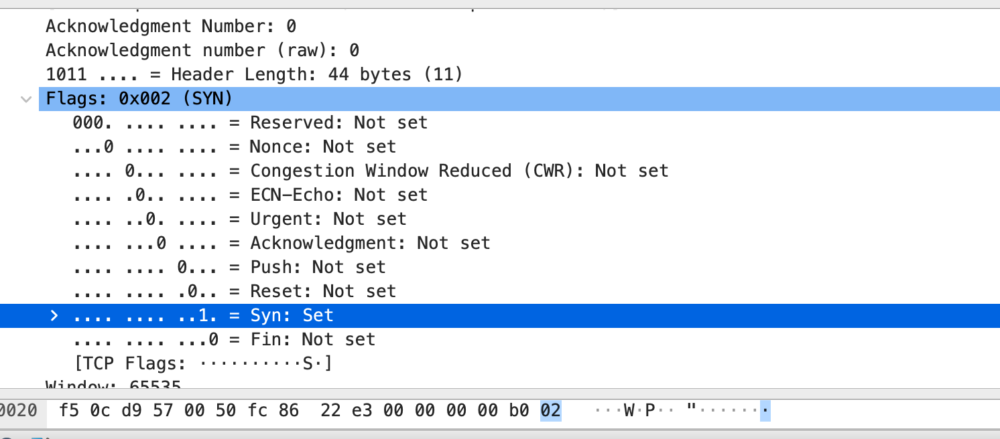 Acknowledgment Number: 0
Acknowledgment number (raw): 0
1011 .... = Header Length: 44 bytes (11)
Flags: 0x002 (SYN)
000. .... .... = Reserved: Not set
...0 .... .... = Nonce: Not set
.... 0... .... = Congestion Window Reduced (CWR): Not set
.... .0.. .... = ECN-Echo: Not set
.... ..0. .... = Urgent: Not set
.... ...0 .... = Acknowledgment: Not set
.... .... 0... = Push: Not set
.... .... .0.. = Reset: Not set
.... .... ..1. = Syn: Set
.... .... ...0 = Fin: Not set
[TCP Flags: ··········S·]
Window: 65535
0020 f5 0c d9 57 00 50 fc 86 22 e3 00 00 00 00 b0 02 ···W·P·· "·······